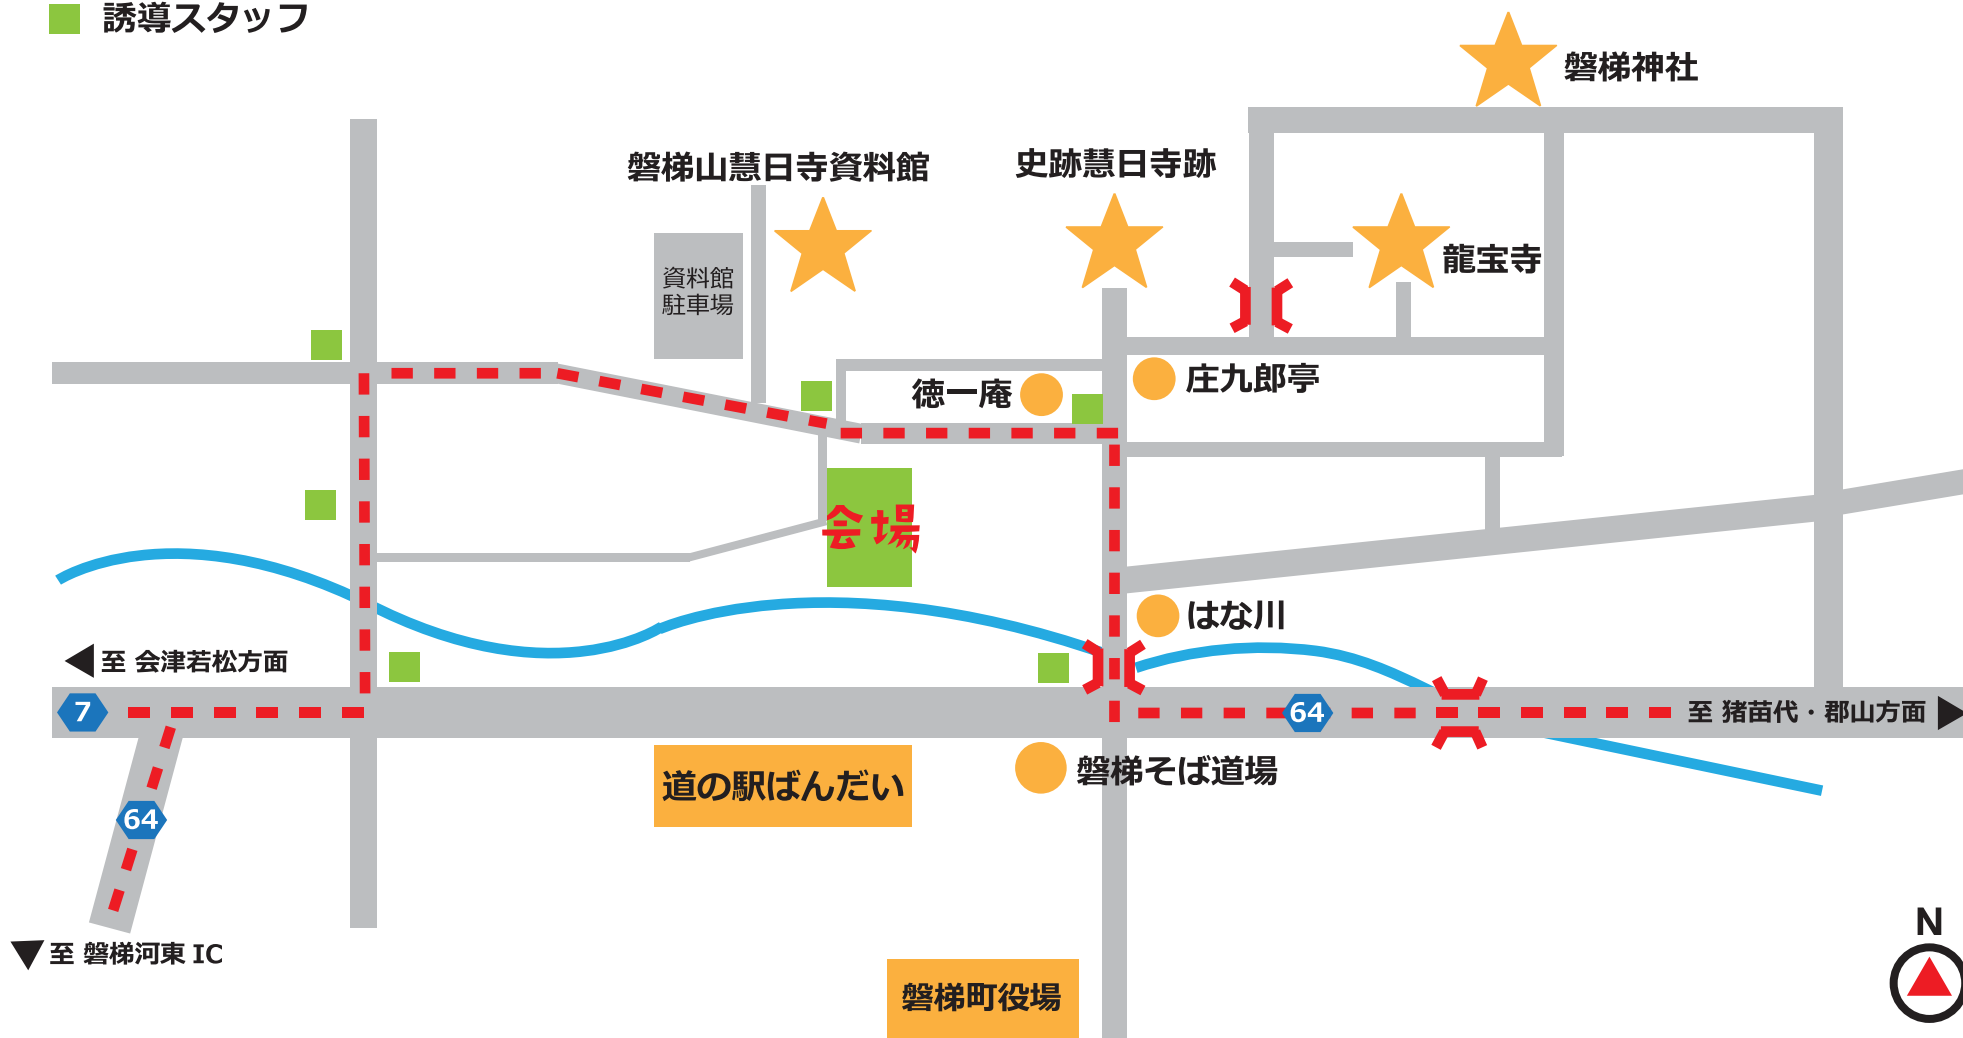 誘導スタッフ
磐梯神社
磐梯山慧日寺資料館
史跡慧日寺跡
龍宝寺
資料館
駐車場
徳一庵
庄九郎亭
会場
はな川
至 会津若松方面
7
64
至 猪苗代・郡山方面
道の駅ばんだい
磐梯そば道場
64
至 磐梯河東 IC
N
磐梯町役場